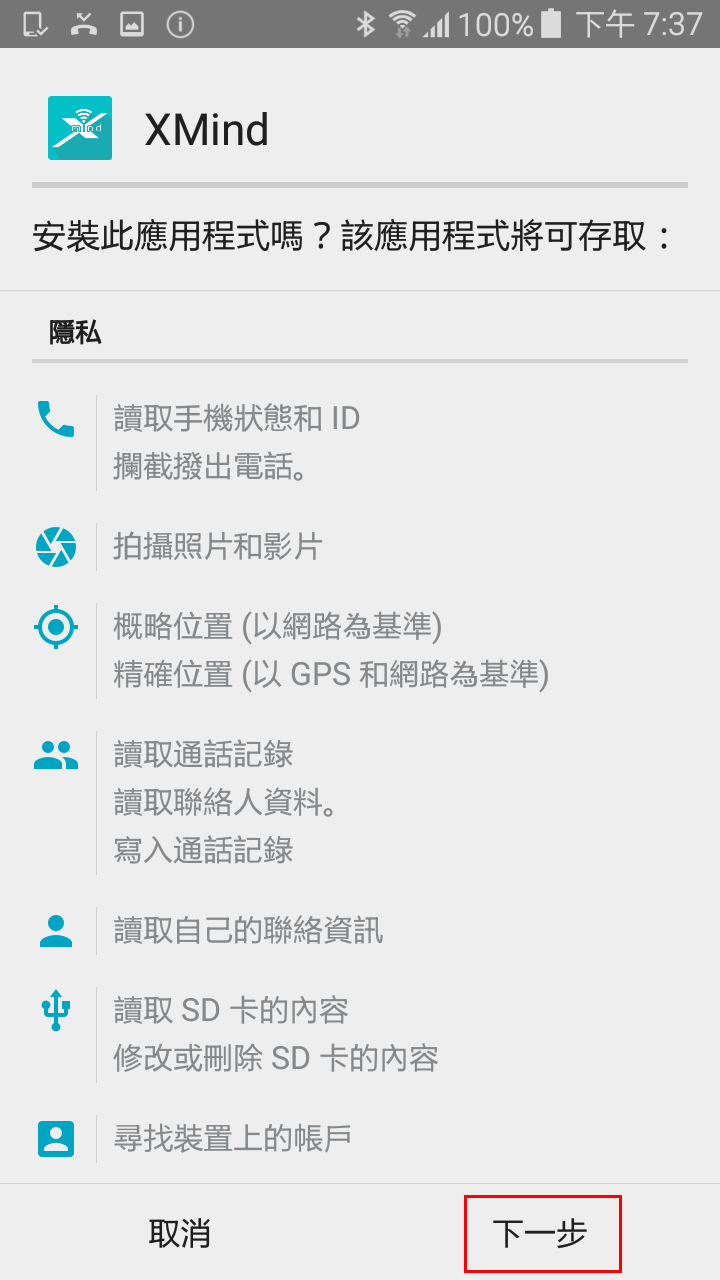 100% 下午 7:37
mind
XMind
安裝此應用程式嗎？該應用程式將可存取：
隱私
讀取手機狀態和 ID
攔截撥出電話。
拍攝照片和影片
概略位置 (以網路為基準)
精確位置 (以 GPS 和網路為基準)
讀取通話記錄
讀取聯絡人資料。
寫入通話記錄
讀取自己的聯絡資訊
讀取 SD 卡的內容
修改或刪除 SD 卡的內容
尋找裝置上的帳戶
取消
下一步